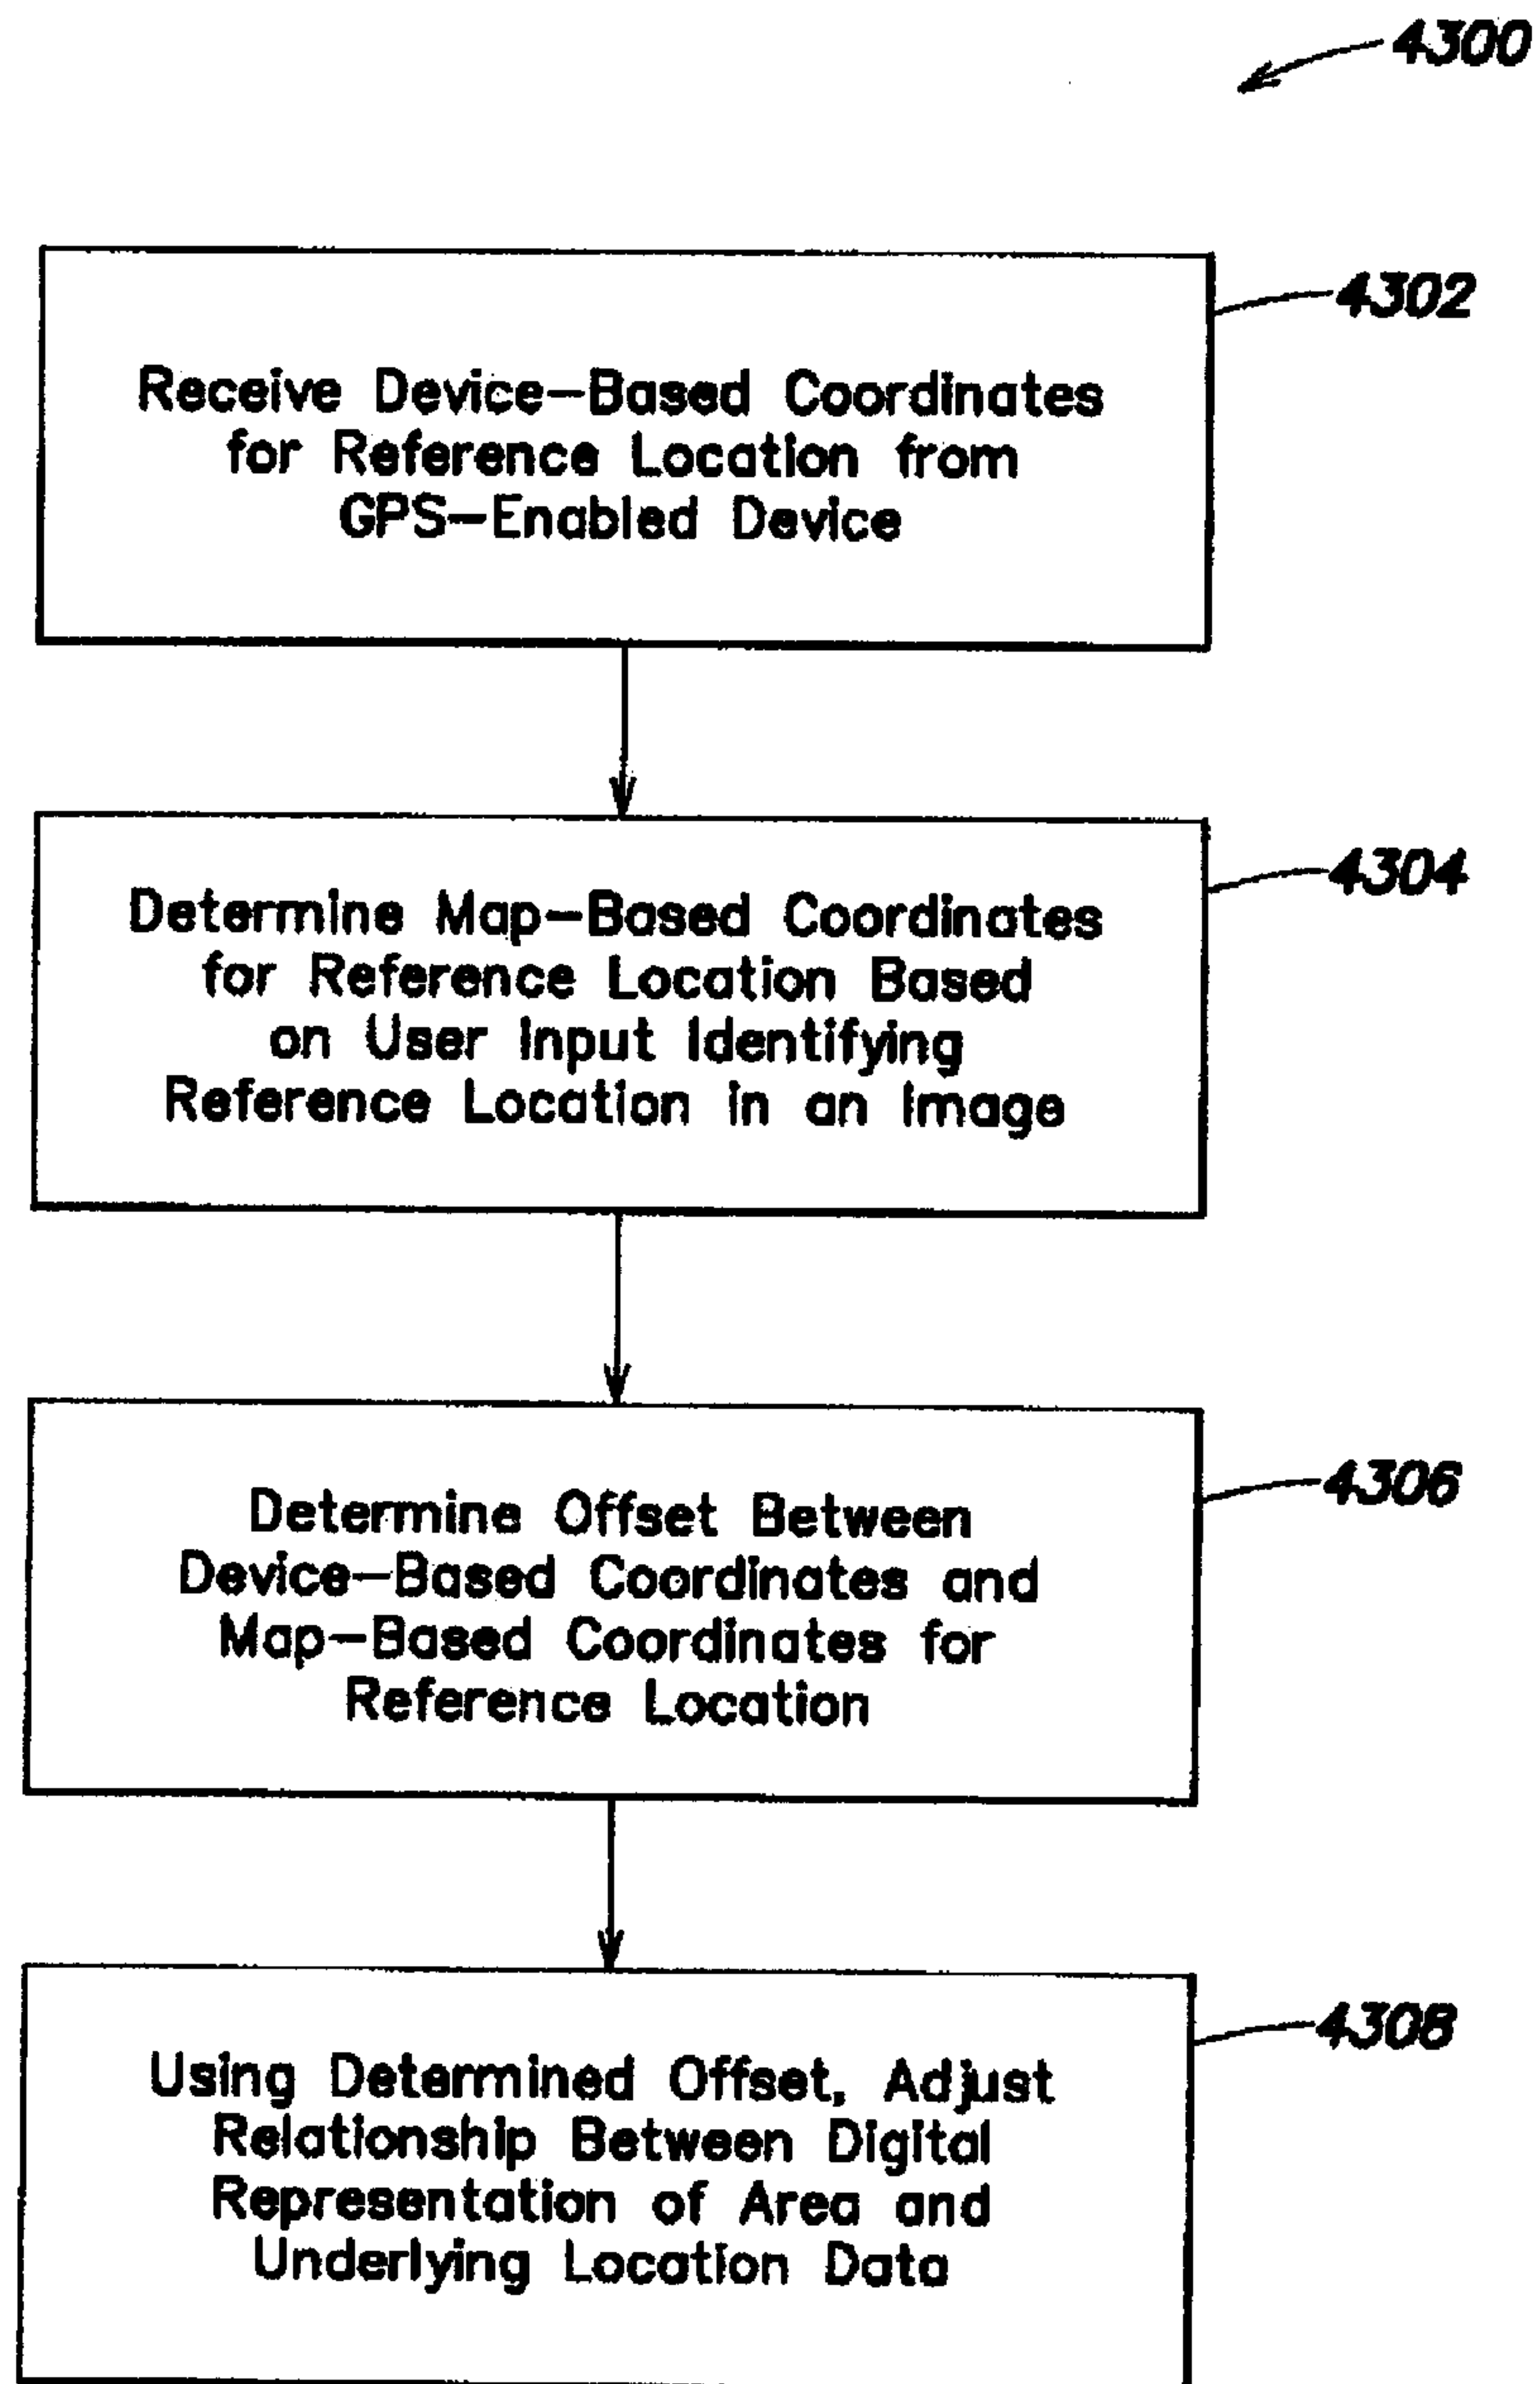 4300
4302
Receive Device-Based Coordinates
for Reference Location from
GPS-Enabled Device
4304
Determine Map-Based Coordinates
for Reference Location Based
on User Input Identifying
Reference Location in an Image
4306
Determine Offset Between
Device-Based Coordinates and
Map-Based Coordinates for
Reference Location
4308
Using Determined Offset, Adjust
Relationship Between Digital
Representation of Area and
Underlying Location Data